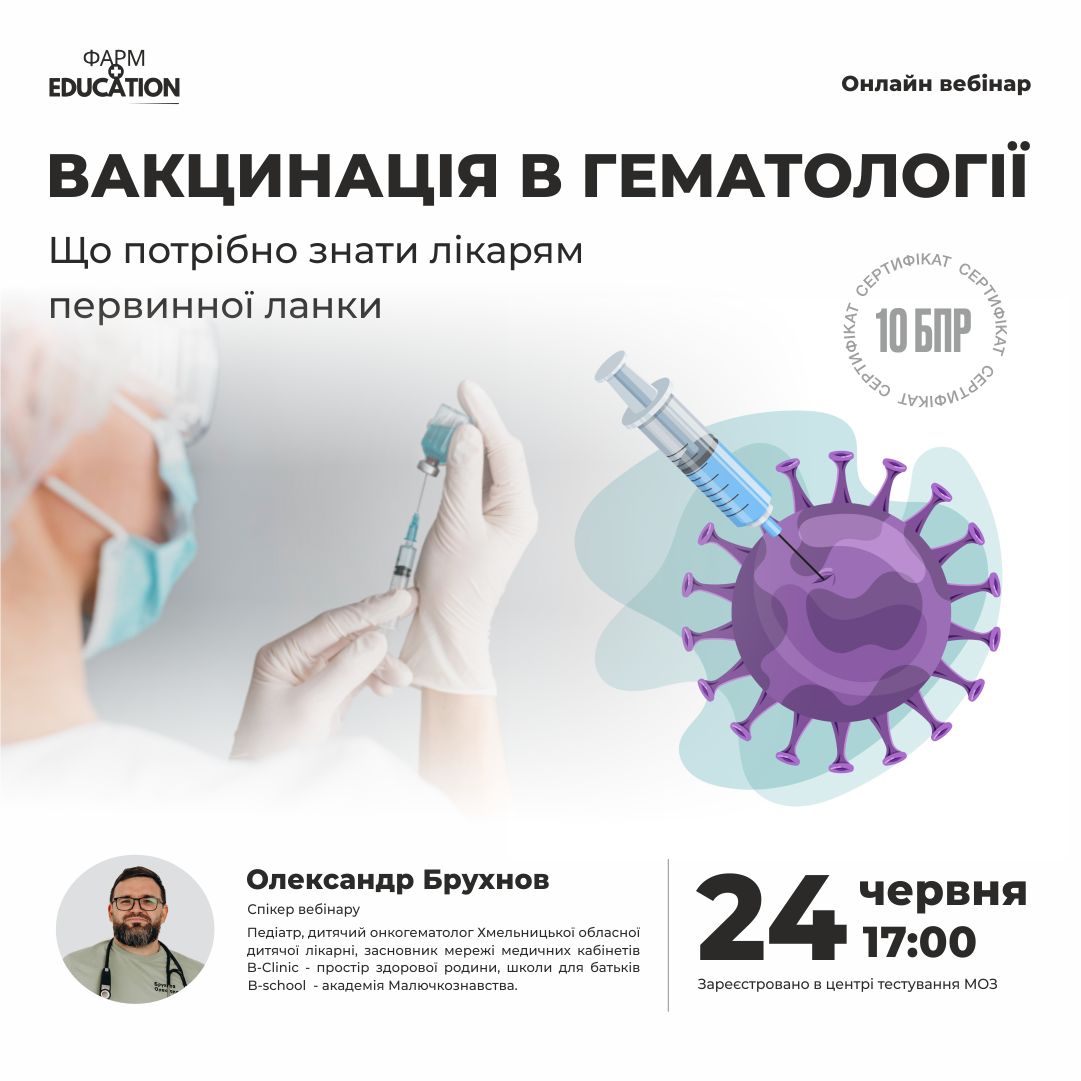 ФАРМ
EDUCATION
Онлайн вебінар
ВАКЦИНАЦІЯ В ГЕМАТОЛОГІЇ
Що потрібно знати лікарям
первинної ланки
СЕРТИФІКАТ СЕРТИФІКАТ СЕРТИФІКАТ СЕРТИФІКАТ
10 БПР
Олександр Брухнов
Спікер вебінару
Педіатр, дитячий онкогематолог Хмельницької обласної
дитячої лікарні, засновник мережі медичних кабінетів
B-Clinic - простір здорової родини, школи для батьків
B-school - академія Малючкознавства.
24 червня
17:00
Зареєстровано в центрі тестування МОЗ